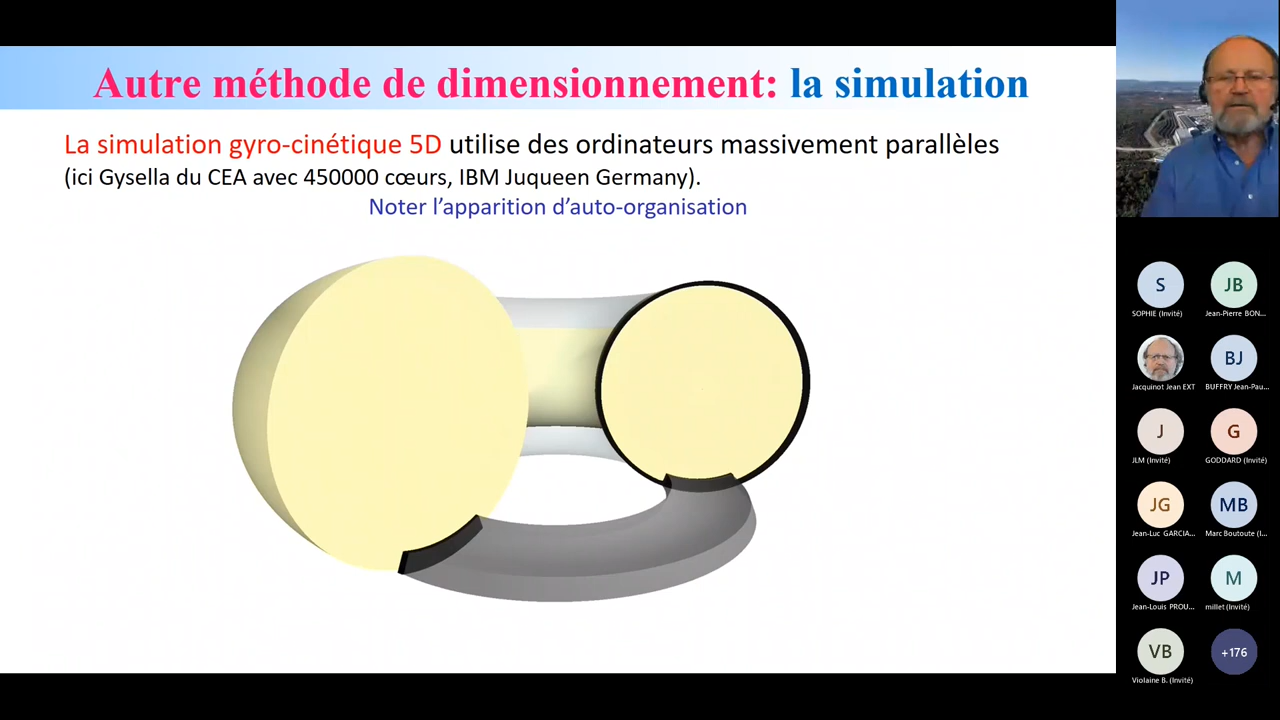 Autre méthode de dimensionnement: la simulation
La simulation gyro-cinétique 5D utilise des ordinateurs massivement parallèles
(ici Gysella du CEA avec 450000 cœurs, IBM Juqueen Germany).
Noter l’apparition d’auto-organisation
S
JB
SOPHIE (Invité)
Jean-Pierre BON...
BJ
Jacquinot Jean EXT
BUFFRY Jean-Pau...
J
G
JLM (Invité)
GODDARD (Invité)
JG
MB
Jean-Luc GARCIA...
Marc Boutoute (I...
JP
M
Jean-Louis PROU...
millet (Invité)
VB
+176
Violaine B. (Invité)